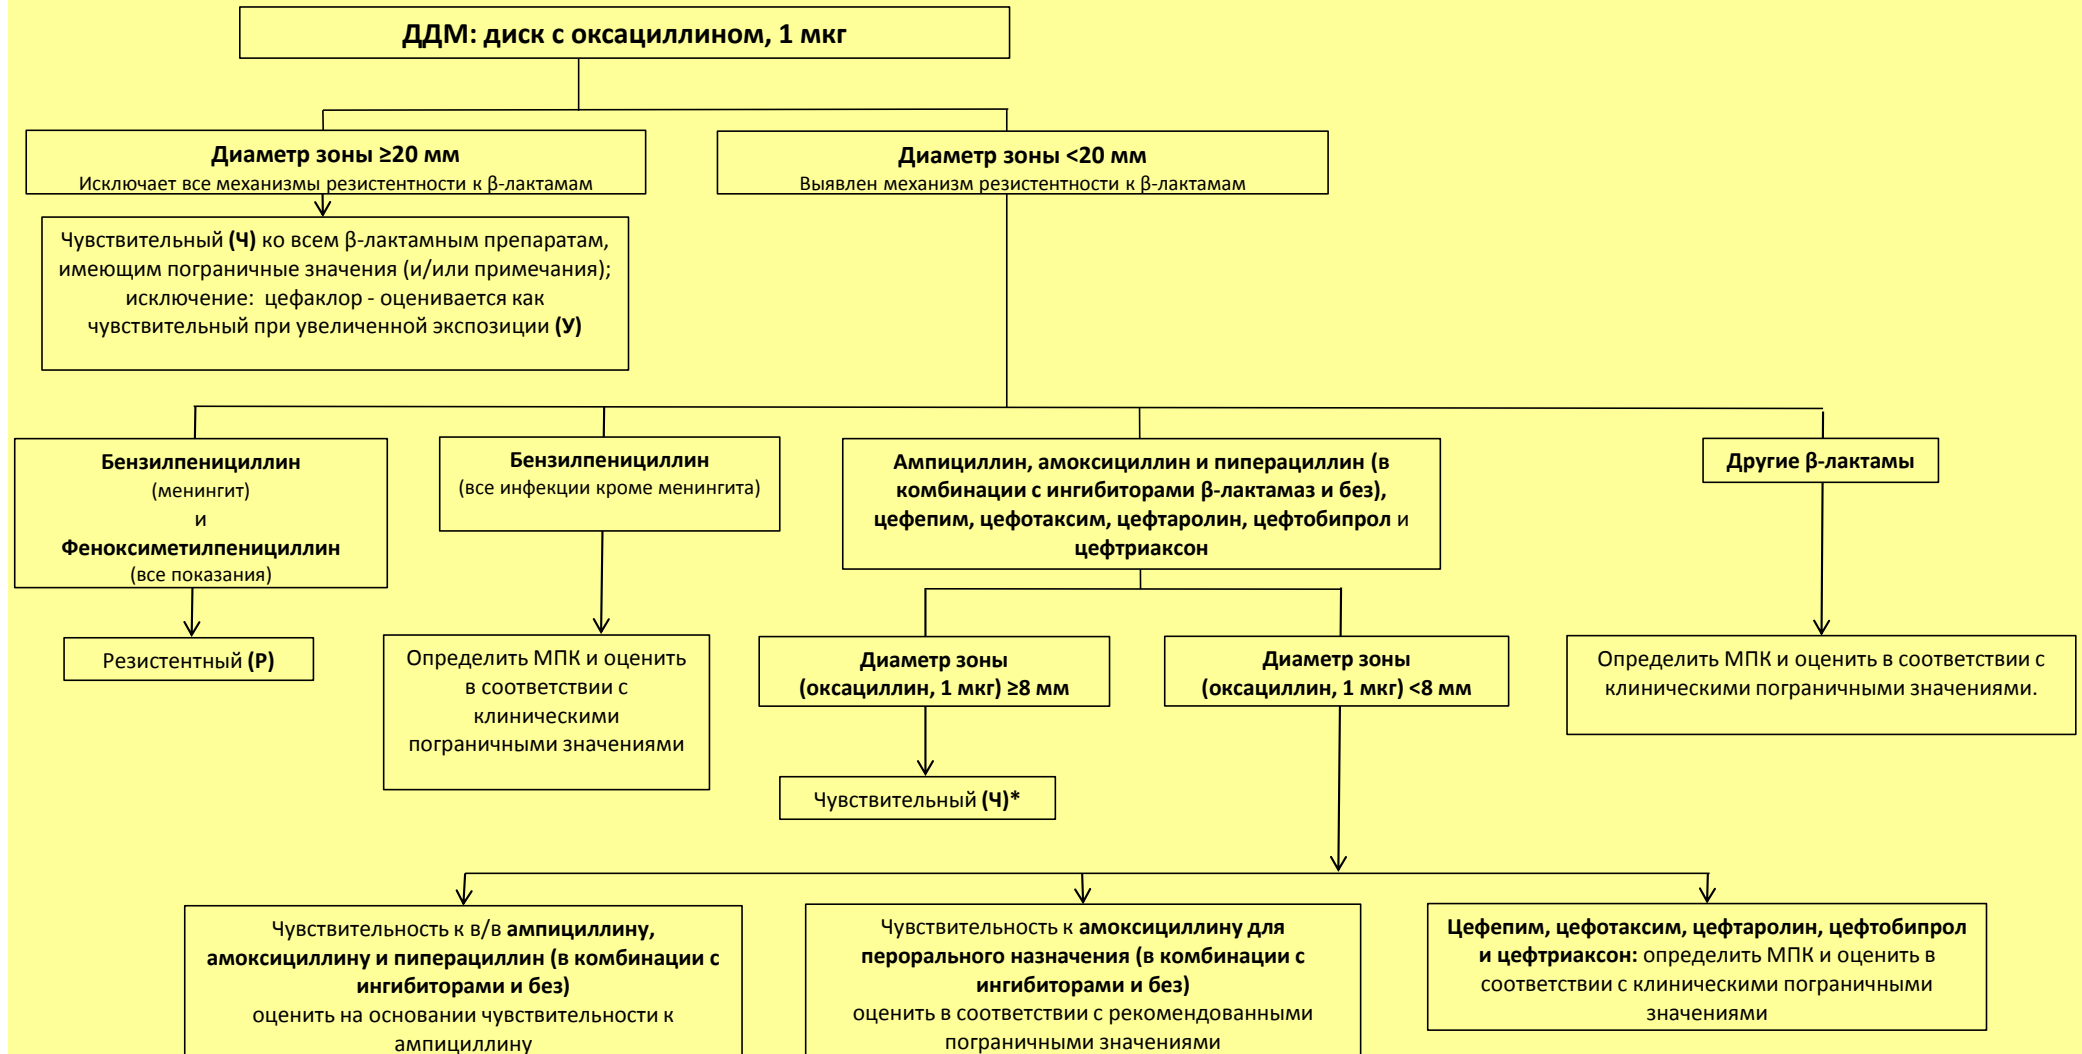 ДДМ: диск с оксациллином, 1 мкг
Диаметр зоны ≥20 мм
Исключает все механизмы резистентности к β-лактамам
Диаметр зоны <20 мм
Выявлен механизм резистентности к β-лактамам
Чувствительный (Ч) ко всем β-лактамным препаратам,
имеющим пограничные значения (и/или примечания);
исключение: цефаклор - оценивается как
чувствительный при увеличенной экспозиции (У)
Бензилпенициллин
(менингит)
и
Феноксиметилпенициллин
(все показания)
Бензилпенициллин
(все инфекции кроме менингита)
Ампициллин, амоксициллин и пиперациллин (в
комбинации с ингибиторами β-лактамаз и без),
цефепим, цефотаксим, цефтаролин, цефтобипрол и
цефтриаксон
Другие β-лактамы
Резистентный (Р)
Определить МПК и оценить
в соответствии с
клиническими
пограничными значениями
Диаметр зоны
(оксациллин, 1 мкг) ≥8 мм
Диаметр зоны
(оксациллин, 1 мкг) <8 мм
Определить МПК и оценить в соответствии с
клиническими пограничными значениями.
Чувствительный (Ч)*
Чувствительность к в/в ампициллину,
амоксициллину и пиперациллин (в комбинации с
ингибиторами и без)
оценить на основании чувствительности к
ампициллину
Чувствительность к амоксициллину для
перорального назначения (в комбинации с
ингибиторами и без)
оценить в соответствии с рекомендованными
пограничными значениями
Цефепим, цефотаксим, цефтаролин, цефтобипрол
и цефтриаксон: определить МПК и оценить в
соответствии с клиническими пограничными
значениями